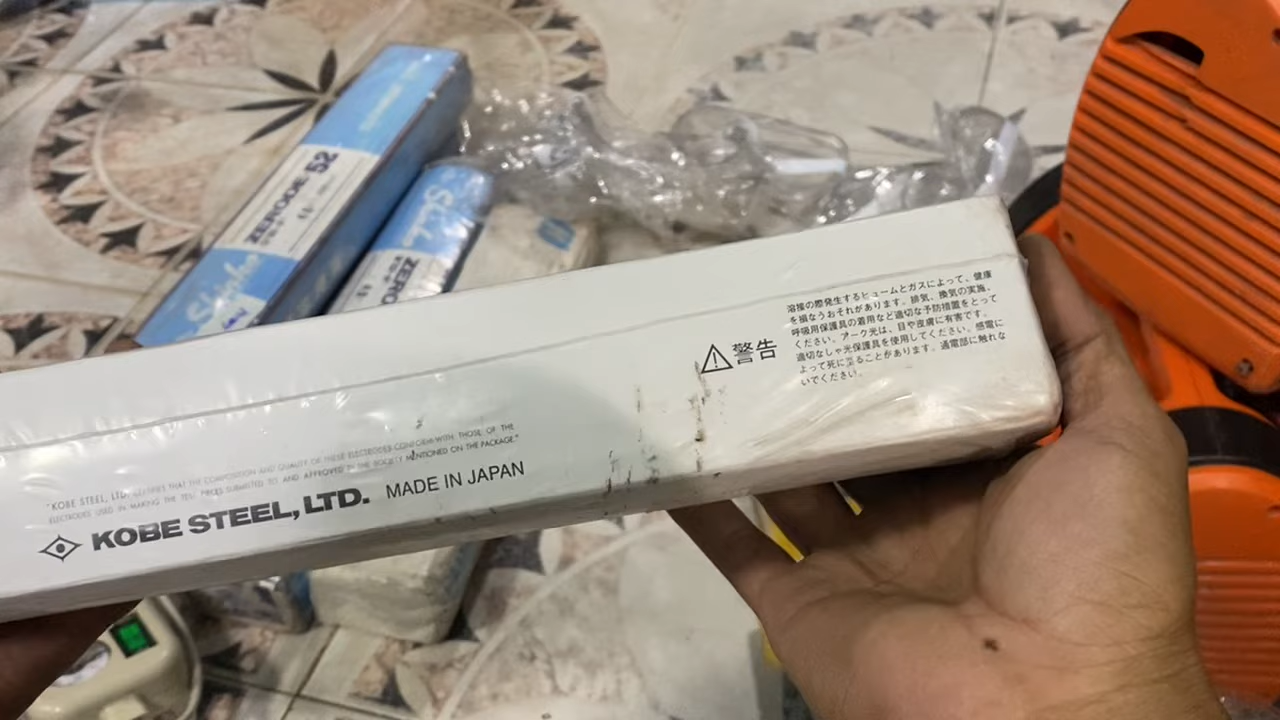 Shinko
ZERODE 52
ゼロード
ZERO
溶接の際発生するヒュームとガスによって、健康
を損なうおそれがあります。排気、換気の実施、
呼吸用保護具の着用など適切な予防措置をとって
ください。アーク光は、目や皮膚に有害です。
適切なしゃ光保護具を使用してください。感電に
よって死に至ることがあります。通電部に触れな
いでください。
警告
"KOBE STEEL, LTD. CERTIFIES THAT THE COMPOSITION AND QUALITY OF THESE ELECTRODES CONFORM WITH THOSE OF THE
ELECTRODES USED IN MAKING THE TEST PIECES SUBMITTED TO AND APPROVED BY THE SOCIETY MENTIONED ON THE PACKAGE."
KOBE STEEL, LTD. MADE IN JAPAN